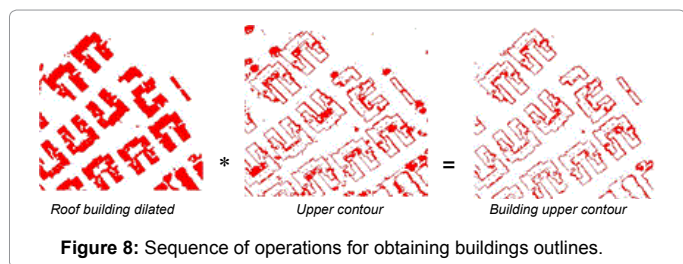 * =
Roof building dilated Upper contour Building upper contour
Figure 8: Sequence of operations for obtaining buildings outlines.